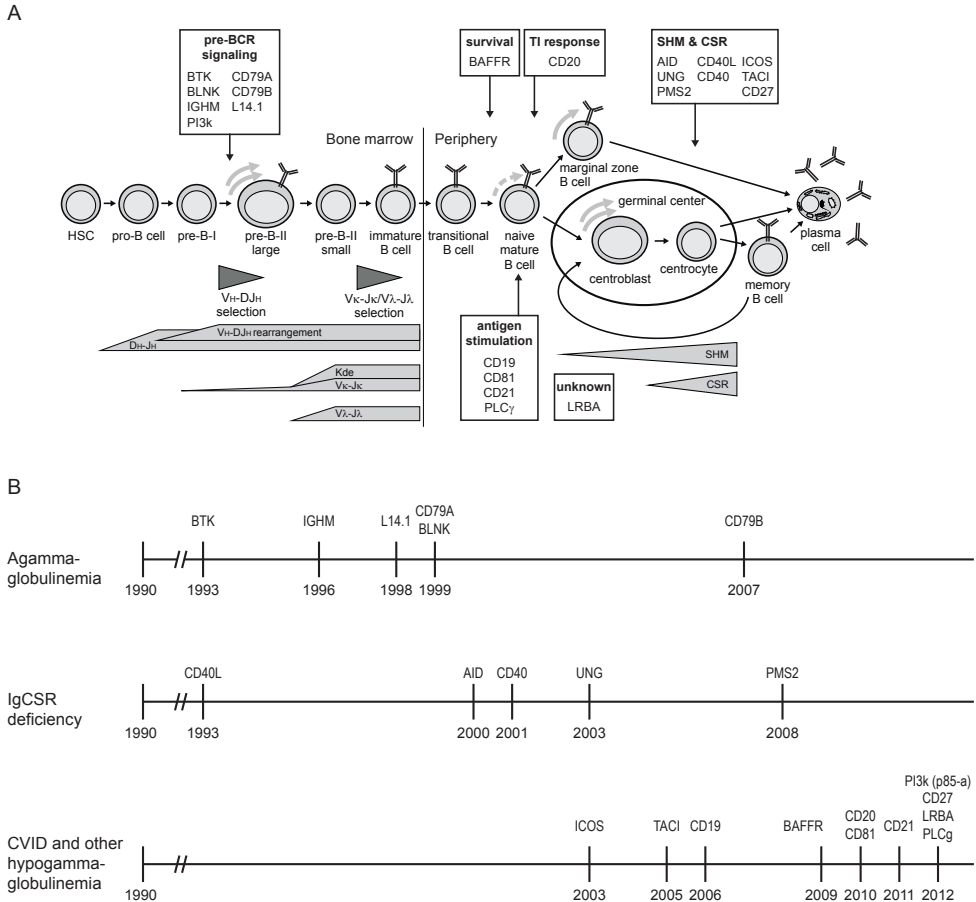 A
pre-BCR
signaling
BTK CD79A
BLNK CD79B
IGHM L14.1
PI3k
survival
BAFFR
TI response
CD20
SHM & CSR
AID CD40L ICOS
UNG CD40 TACI
PMS2 CD27
Bone marrow
Periphery
marginal zone
B cell
germinal center
HSC
pro-B cell
pre-B-I
pre-B-II
large
pre-B-II
small
immature
B cell
transitional
B cell
naive
mature
B cell
centroblast
centrocyte
plasma
cell
memory
B cell
VH-DJH
selection
Vκ-Jκ/Vλ-Jλ
selection
VH-DJH rearrangement
DH-JH
Kde
Vκ-Jκ
Vλ-Jλ
antigen
stimulation
CD19
CD81
CD21
PLCγ
unknown
LRBA
SHM
CSR
B
Agamma-
globulinemia
BTK
IGHM
L14.1
CD79A
BLNK
CD79B
1990
1993
1996
1998
1999
2007
IgCSR
deficiency
CD40L
AID
CD40
UNG
PMS2
1990
1993
2000
2001
2003
2008
CVID and other
hypogamma-
globulinemia
ICOS
TACI
CD19
BAFFR
CD20
CD81
CD21
PI3k (p85-a)
CD27
LRBA
PLCg
1990
2003
2005
2006
2009
2010
2011
2012